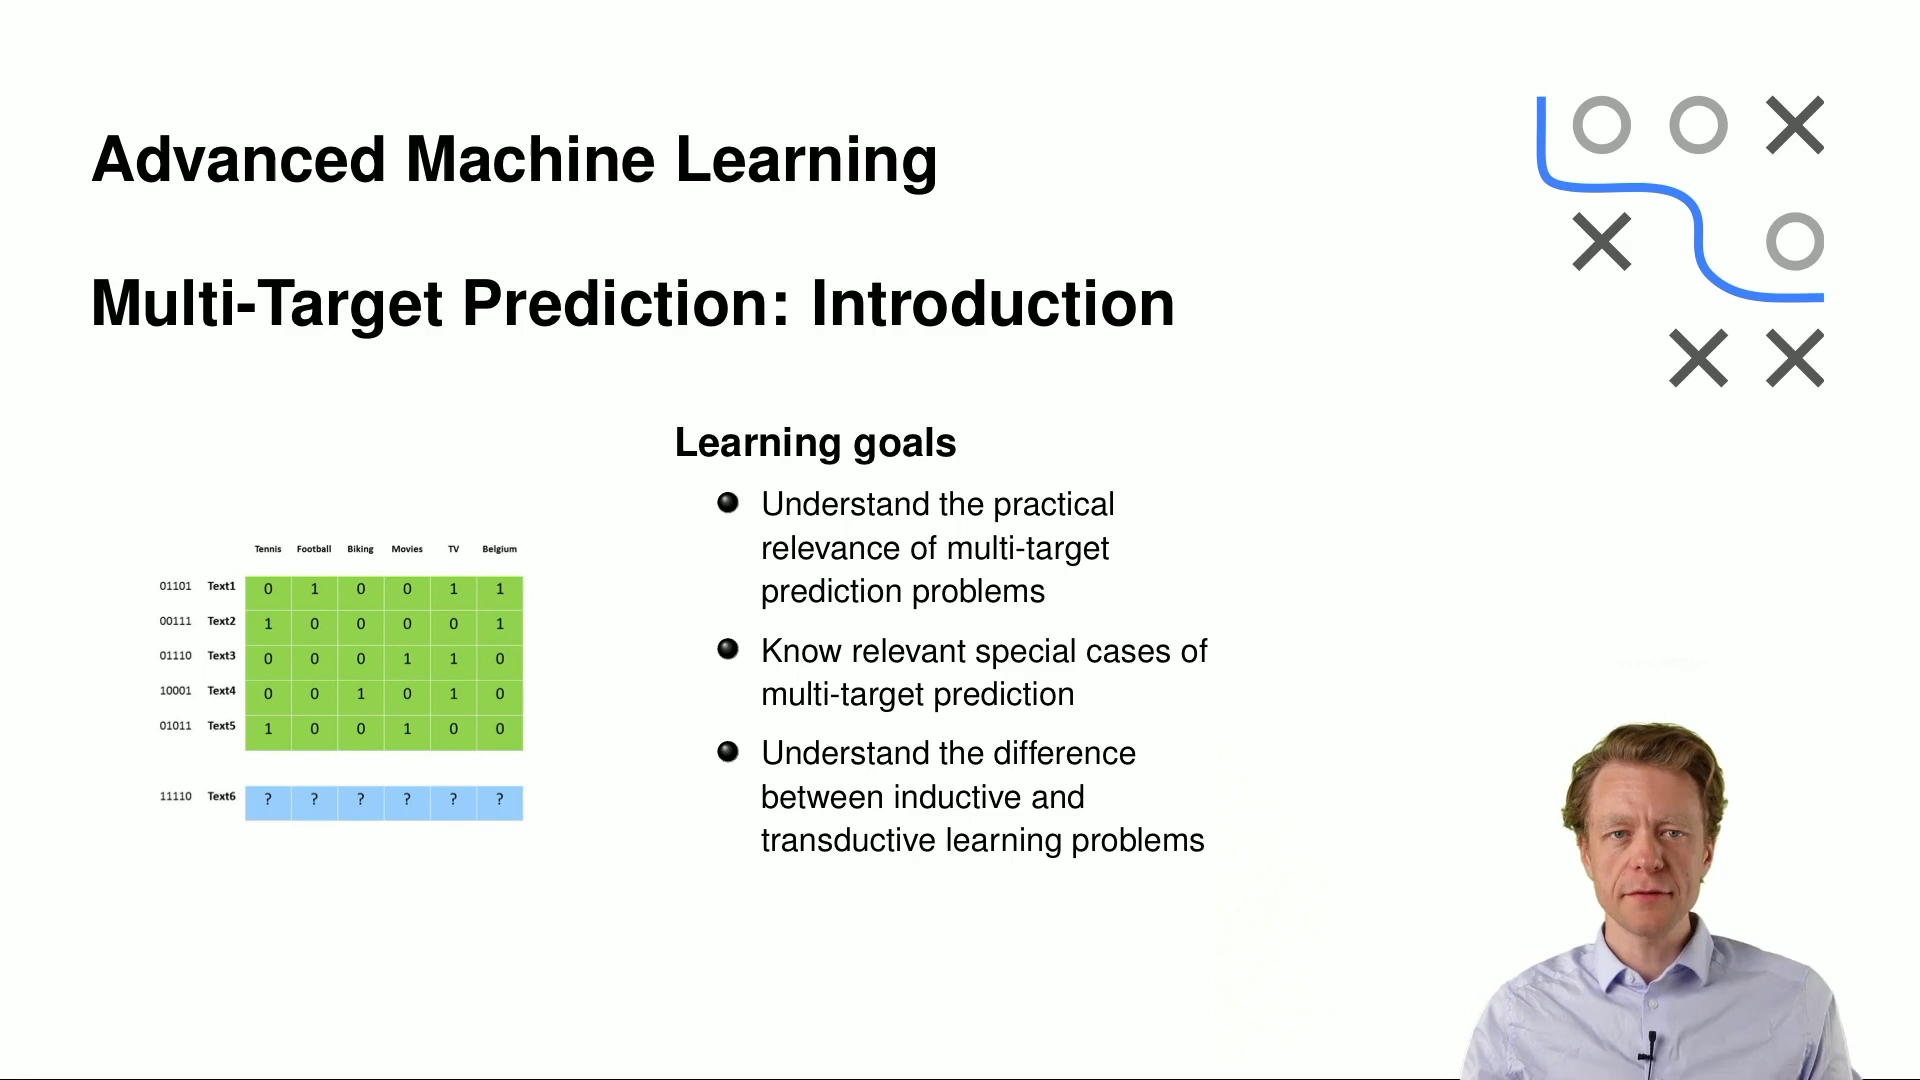 Advanced Machine Learning
Multi-Target Prediction: Introduction
Tennis Football Biking Movies TV Belgium
01101 Text1 0 1 0 0 1 1
00111 Text2 1 0 0 0 0 1
01110 Text3 0 0 0 1 1 0
10001 Text4 0 0 1 0 1 0
01011 Text5 1 0 0 1 0 0
11110 Text6 ? ? ? ? ? ?
Learning goals
Understand the practical
relevance of multi-target
prediction problems
Know relevant special cases of
multi-target prediction
Understand the difference
between inductive and
transductive learning problems